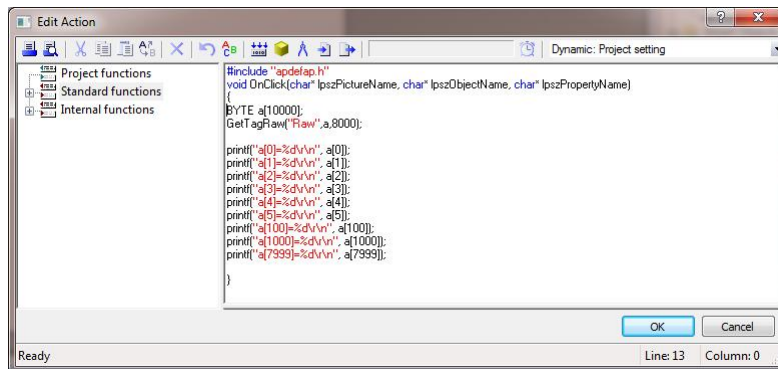 Edit Action
Dynamic: Project setting
Project functions
Standard functions
Internal functions
#include "apdefap.h"
void OnClick(char* lpszPictureName, char* lpszObjectName, char* lpszPropertyName)
{
BYTE a[10000];
GetTagRaw("Raw",a,8000);
printf("a[0]=%d\r\n", a[0]);
printf("a[1]=%d\r\n", a[1]);
printf("a[2]=%d\r\n", a[2]);
printf("a[3]=%d\r\n", a[3]);
printf("a[4]=%d\r\n", a[4]);
printf("a[5]=%d\r\n", a[5]);
printf("a[100]=%d\r\n", a[100]);
printf("a[1000]=%d\r\n", a[1000]);
printf("a[7999]=%d\r\n", a[7999]);
}
OK
Cancel
Ready
Line: 13
Column: 0